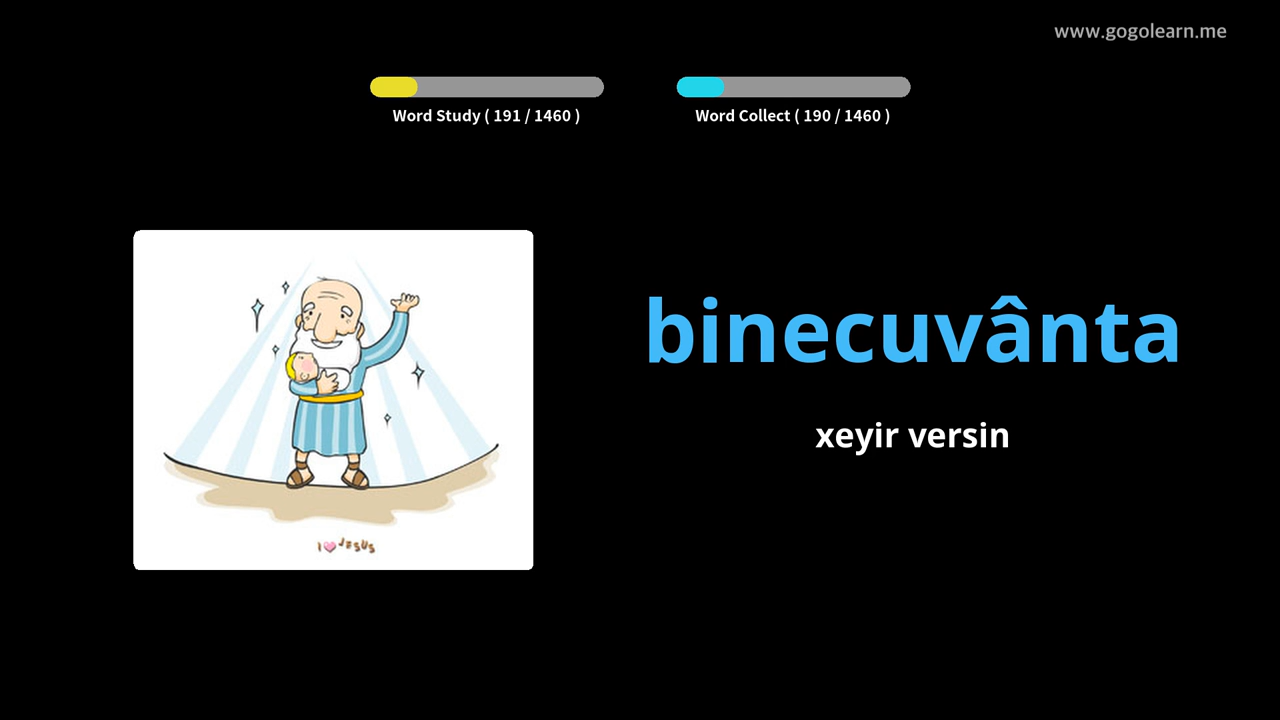 www.gogolearn.me
Word Study ( 191 / 1460 )
Word Collect ( 190 / 1460 )
binecuvânta
xeyir versin
I JESUS